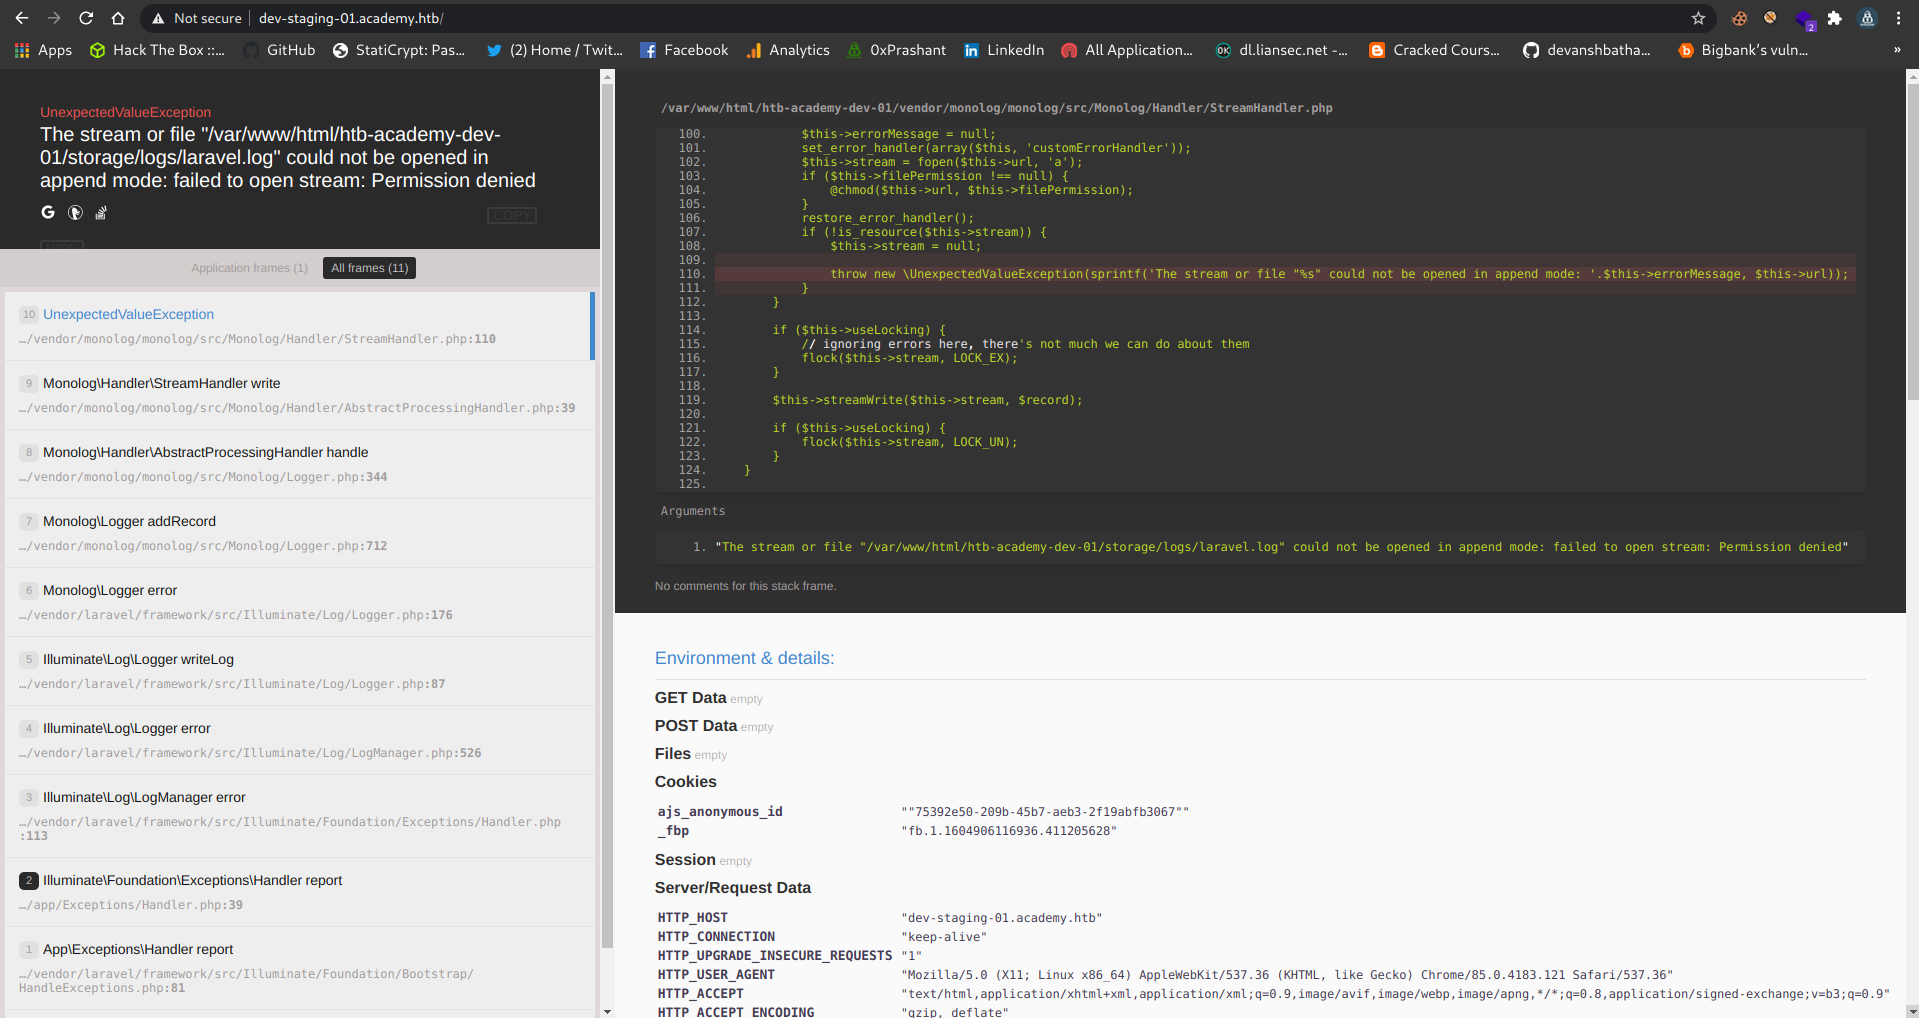 Not secure
dev-staging-01.academy.htb/
2
Apps
Hack The Box ::...
GitHub
StatiCrypt: Pas...
(2) Home / Twit...
Facebook
Analytics
0xPrashant
LinkedIn
All Application...
dl.liansec.net -...
Cracked Cours...
devanshbatha...
Bigbank's vuln...
»
UnexpectedValueException
The stream or file "/var/www/html/htb-academy-dev-
01/storage/logs/laravel.log" could not be opened in
append mode: failed to open stream: Permission denied
COPY
HIDE
Application frames (1)
All frames (11)
10 UnexpectedValueException
…/vendor/monolog/monolog/src/Monolog/Handler/StreamHandler.php:110
9 Monolog\Handler\StreamHandler write
…/vendor/monolog/monolog/src/Monolog/Handler/AbstractProcessingHandler.php:39
8 Monolog\Handler\AbstractProcessingHandler handle
…/vendor/monolog/monolog/src/Monolog/Logger.php:344
7 Monolog\Logger addRecord
…/vendor/monolog/monolog/src/Monolog/Logger.php:712
6 Monolog\Logger error
…/vendor/laravel/framework/src/Illuminate/Log/Logger.php:176
5 Illuminate\Log\Logger writeLog
…/vendor/laravel/framework/src/Illuminate/Log/Logger.php:87
4 Illuminate\Log\Logger error
…/vendor/laravel/framework/src/Illuminate/Log/LogManager.php:526
3 Illuminate\Log\LogManager error
…/vendor/laravel/framework/src/Illuminate/Foundation/Exceptions/Handler.php
:113
2 Illuminate\Foundation\Exceptions\Handler report
…/app/Exceptions/Handler.php:39
1 App\Exceptions\Handler report
…/vendor/laravel/framework/src/Illuminate/Foundation/Bootstrap/
HandleExceptions.php:81
/var/www/html/htb-academy-dev-01/vendor/monolog/monolog/src/Monolog/Handler/StreamHandler.php
100. $this->errorMessage = null;
101. set_error_handler(array($this, 'customErrorHandler'));
102. $this->stream = fopen($this->url, 'a');
103. if ($this->filePermission !== null) {
104. @chmod($this->url, $this->filePermission);
105. }
106. restore_error_handler();
107. if (!is_resource($this->stream)) {
108. $this->stream = null;
109.
110. throw new \UnexpectedValueException(sprintf('The stream or file "%s" could not be opened in append mode: '.$this->errorMessage, $this->url));
111. }
112. }
113.
114. if ($this->useLocking) {
115. // ignoring errors here, there's not much we can do about them
116. flock($this->stream, LOCK_EX);
117. }
118.
119. $this->streamWrite($this->stream, $record);
120.
121. if ($this->useLocking) {
122. flock($this->stream, LOCK_UN);
123. }
124. }
125.
Arguments
1. "The stream or file "/var/www/html/htb-academy-dev-01/storage/logs/laravel.log" could not be opened in append mode: failed to open stream: Permission denied"
No comments for this stack frame.
Environment & details:
GET Data empty
POST Data empty
Files empty
Cookies
ajs_anonymous_id ""75392e50-209b-45b7-aeb3-2f19abfb3067""
_fbp "fb.1.1604906116936.411205628"
Session empty
Server/Request Data
HTTP_HOST "dev-staging-01.academy.htb"
HTTP_CONNECTION "keep-alive"
HTTP_UPGRADE_INSECURE_REQUESTS "1"
HTTP_USER_AGENT "Mozilla/5.0 (X11; Linux x86_64) AppleWebKit/537.36 (KHTML, like Gecko) Chrome/85.0.4183.121 Safari/537.36"
HTTP_ACCEPT "text/html,application/xhtml+xml,application/xml;q=0.9,image/avif,image/webp,image/apng,*/*;q=0.8,application/signed-exchange;v=b3;q=0.9"
HTTP_ACCEPT_ENCODING "gzip, deflate"